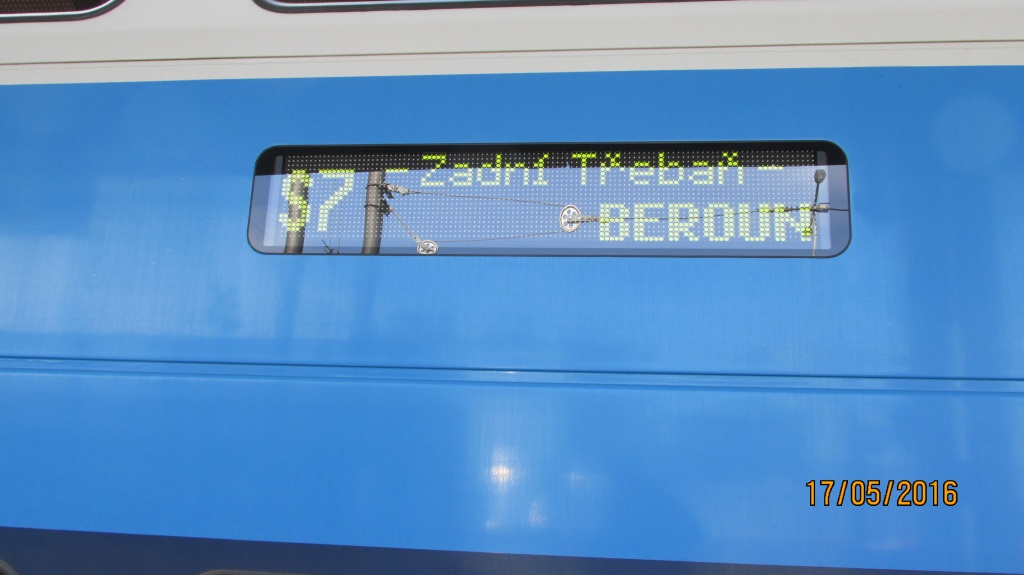 S7 – Zadní Třebaň –
BEROUN
17/05/2016